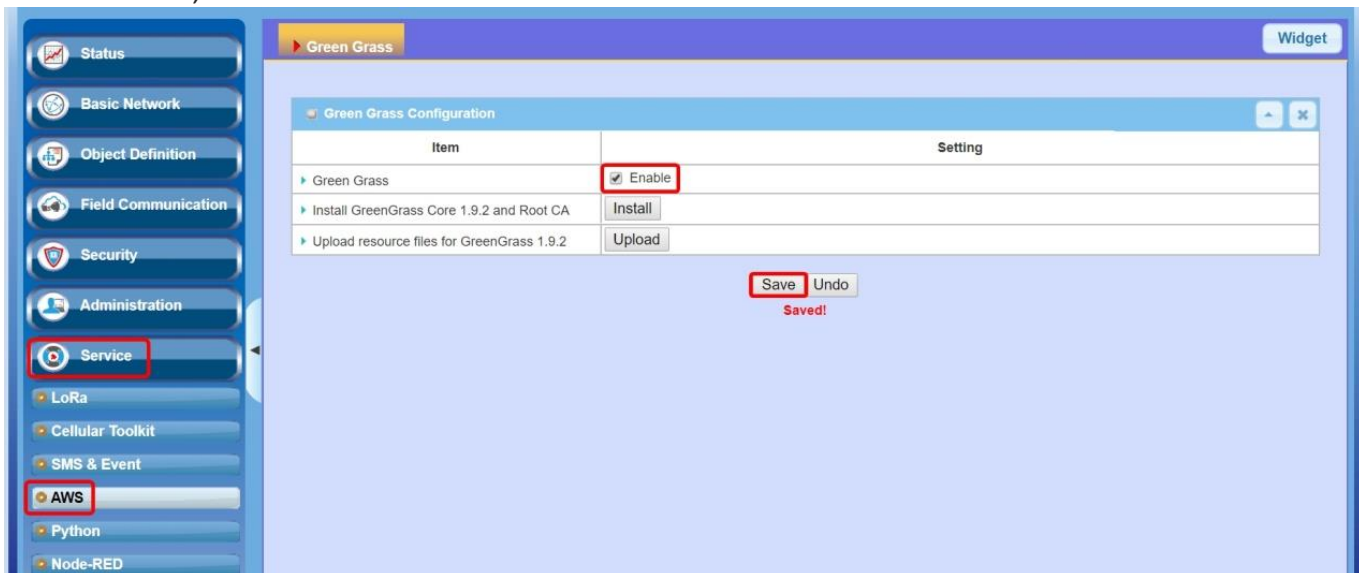 Status
Basic Network
Object Definition
Field Communication
Security
Administration
Service
LoRa
Cellular Toolkit
SMS & Event
AWS
Python
Node-RED
Green Grass
Widget
Green Grass Configuration
Item Setting
Green Grass Enable
Install GreenGrass Core 1.9.2 and Root CA Install
Upload resource files for GreenGrass 1.9.2 Upload
Save Undo
Saved!